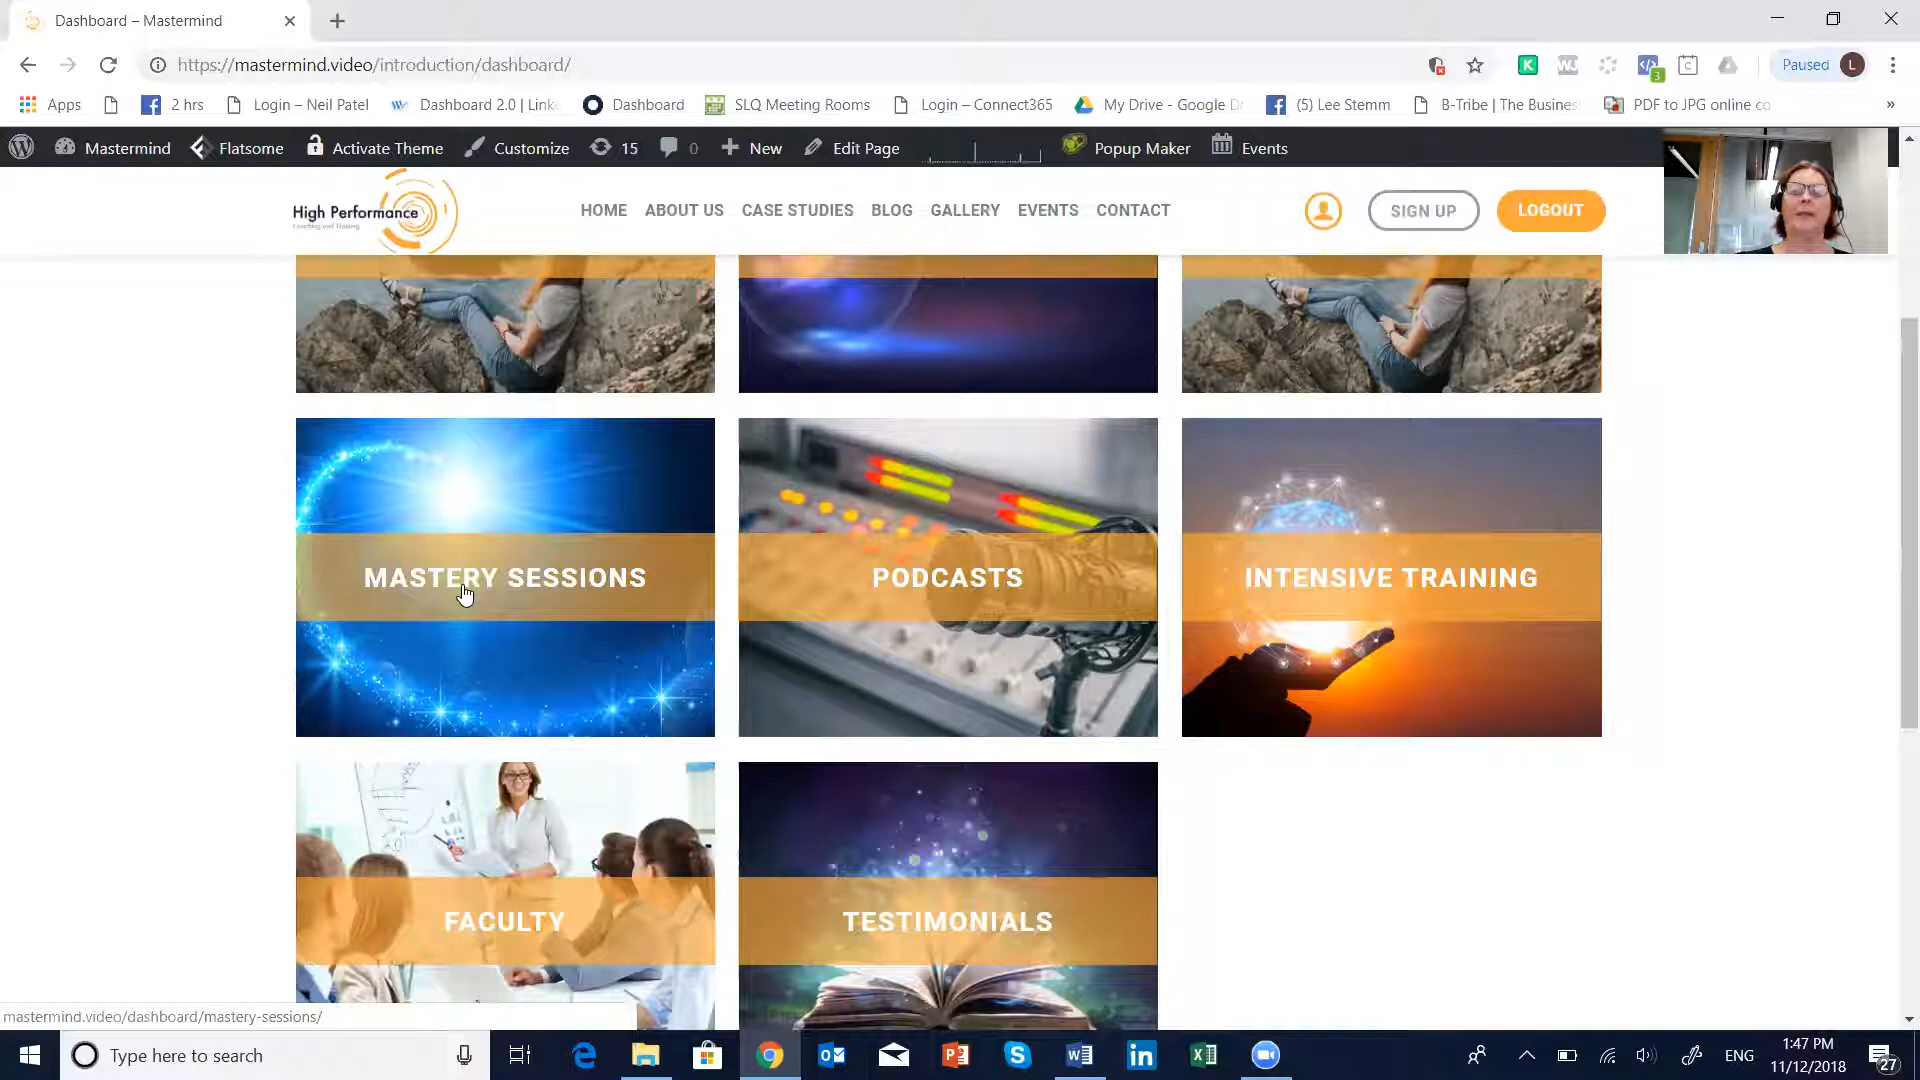 Dashboard – Mastermind
https://mastermind.video/introduction/dashboard/
3
Paused
L
Apps
2 hrs
Login – Neil Patel
Dashboard 2.0 | Link
Dashboard
SLQ Meeting Rooms
Login – Connect365
My Drive - Google Dr
(5) Lee Stemm
B-Tribe | The Busines
PDF to JPG online co
»
Mastermind
Flatsome
Activate Theme
Customize
15
0
New
Edit Page
Popup Maker
Events
High Performance
Coaching and Training
HOME
ABOUT US
CASE STUDIES
BLOG
GALLERY
EVENTS
CONTACT
SIGN UP
LOGOUT
MASTERY SESSIONS
PODCASTS
INTENSIVE TRAINING
FACULTY
TESTIMONIALS
mastermind.video/dashboard/mastery-sessions/
Type here to search
ENG
1:47 PM
11/12/2018
27